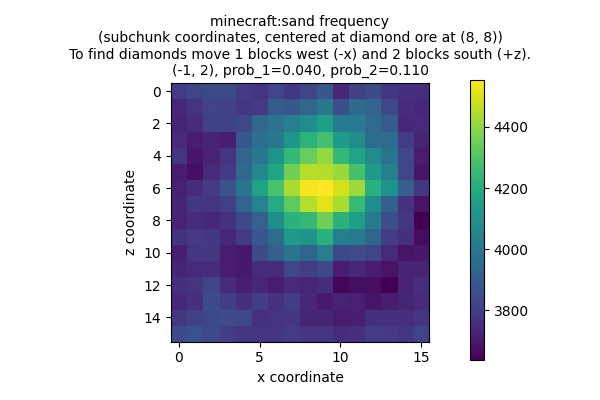 minecraft:sand frequency
(subchunk coordinates, centered at diamond ore at (8, 8))
To find diamonds move 1 blocks west (-x) and 2 blocks south (+z).
(-1, 2), prob_1=0.040, prob_2=0.110
0
2
4
6
8
10
12
14
z coordinate
0 5 10 15
x coordinate
4400
4200
4000
3800